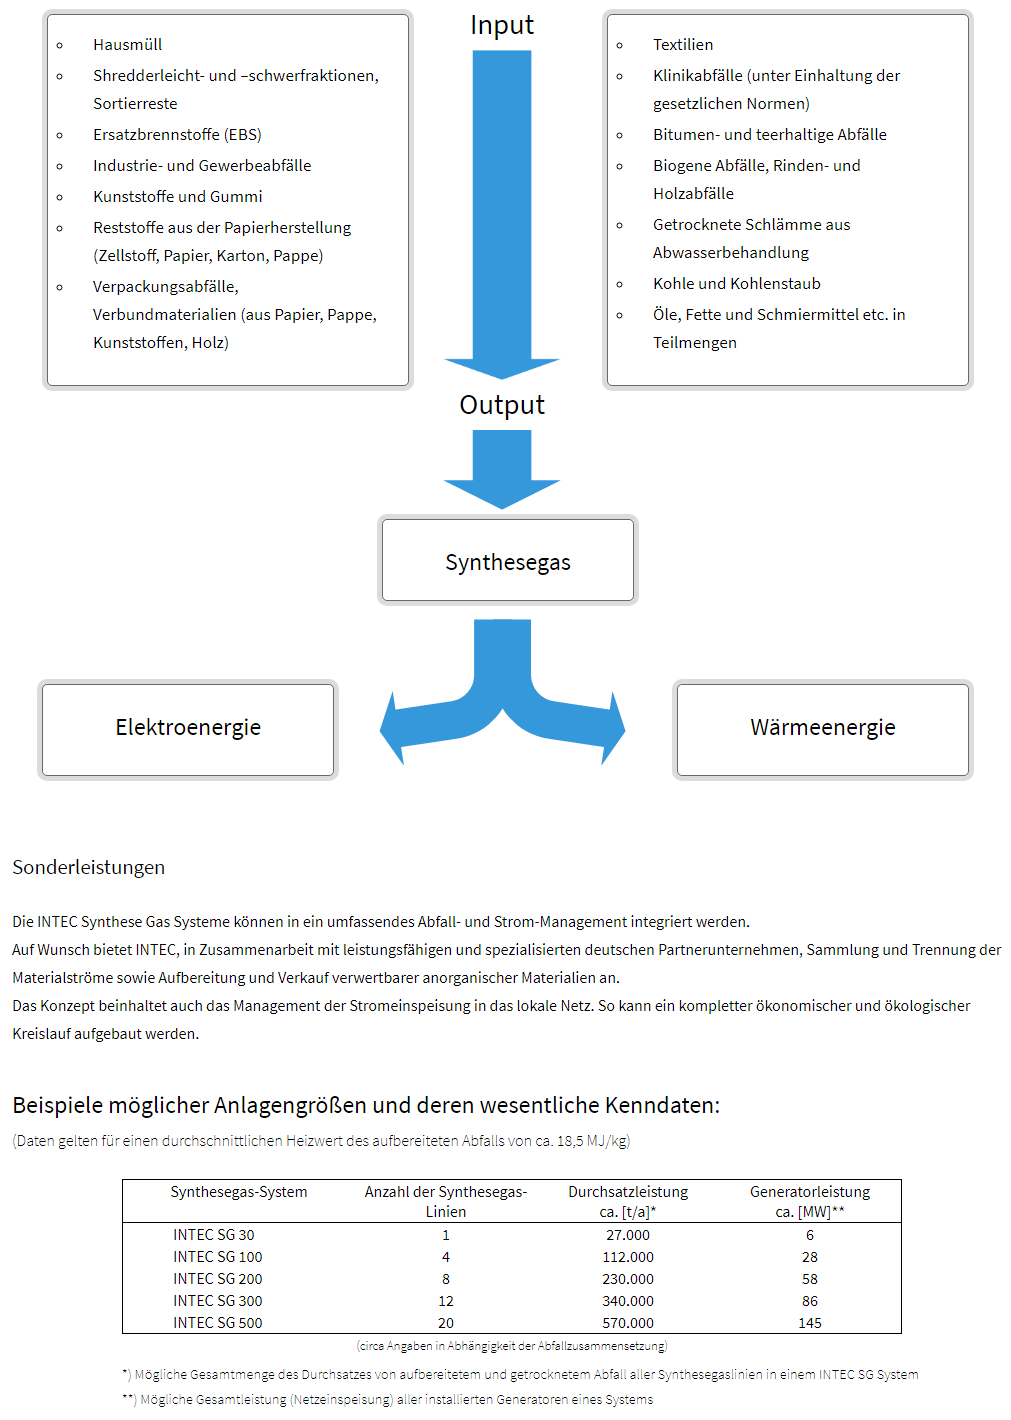 Input
Hausmüll
Shredderleicht- und –schwerfraktionen,
Sortierreste
Ersatzbrennstoffe (EBS)
Industrie- und Gewerbeabfälle
Kunststoffe und Gummi
Reststoffe aus der Papierherstellung
(Zellstoff, Papier, Karton, Pappe)
Verpackungsabfälle,
Verbundmaterialien (aus Papier, Pappe,
Kunststoffen, Holz)
Textilien
Klinikabfälle (unter Einhaltung der
gesetzlichen Normen)
Bitumen- und teerhaltige Abfälle
Biogene Abfälle, Rinden- und
Holzabfälle
Getrocknete Schlämme aus
Abwasserbehandlung
Kohle und Kohlenstaub
Öle, Fette und Schmiermittel etc. in
Teilmengen
Output
Synthesegas
Elektroenergie
Wärmeenergie
Sonderleistungen
Die INTEC Synthese Gas Systeme können in ein umfassendes Abfall- und Strom-Management integriert werden.
Auf Wunsch bietet INTEC, in Zusammenarbeit mit leistungsfähigen und spezialisierten deutschen Partnerunternehmen, Sammlung und Trennung der
Materialströme sowie Aufbereitung und Verkauf verwertbarer anorganischer Materialien an.
Das Konzept beinhaltet auch das Management der Stromeinspeisung in das lokale Netz. So kann ein kompletter ökonomischer und ökologischer
Kreislauf aufgebaut werden.
Beispiele möglicher Anlagengrößen und deren wesentliche Kenndaten:
(Daten gelten für einen durchschnittlichen Heizwert des aufbereiteten Abfalls von ca. 18,5 MJ/kg)
Synthesegas-System Anzahl der Synthesegas- Durchsatzleistung Generatorleistung
Linien ca. [t/a]* ca. [MW]**
INTEC SG 30 1 27.000 6
INTEC SG 100 4 112.000 28
INTEC SG 200 8 230.000 58
INTEC SG 300 12 340.000 86
INTEC SG 500 20 570.000 145
(circa Angaben in Abhängigkeit der Abfallzusammensetzung)
*) Mögliche Gesamtmenge des Durchsatzes von aufbereitetem und getrocknetem Abfall aller Synthesegaslinien in einem INTEC SG System
**) Mögliche Gesamtleistung (Netzeinspeisung) aller installierten Generatoren eines Systems